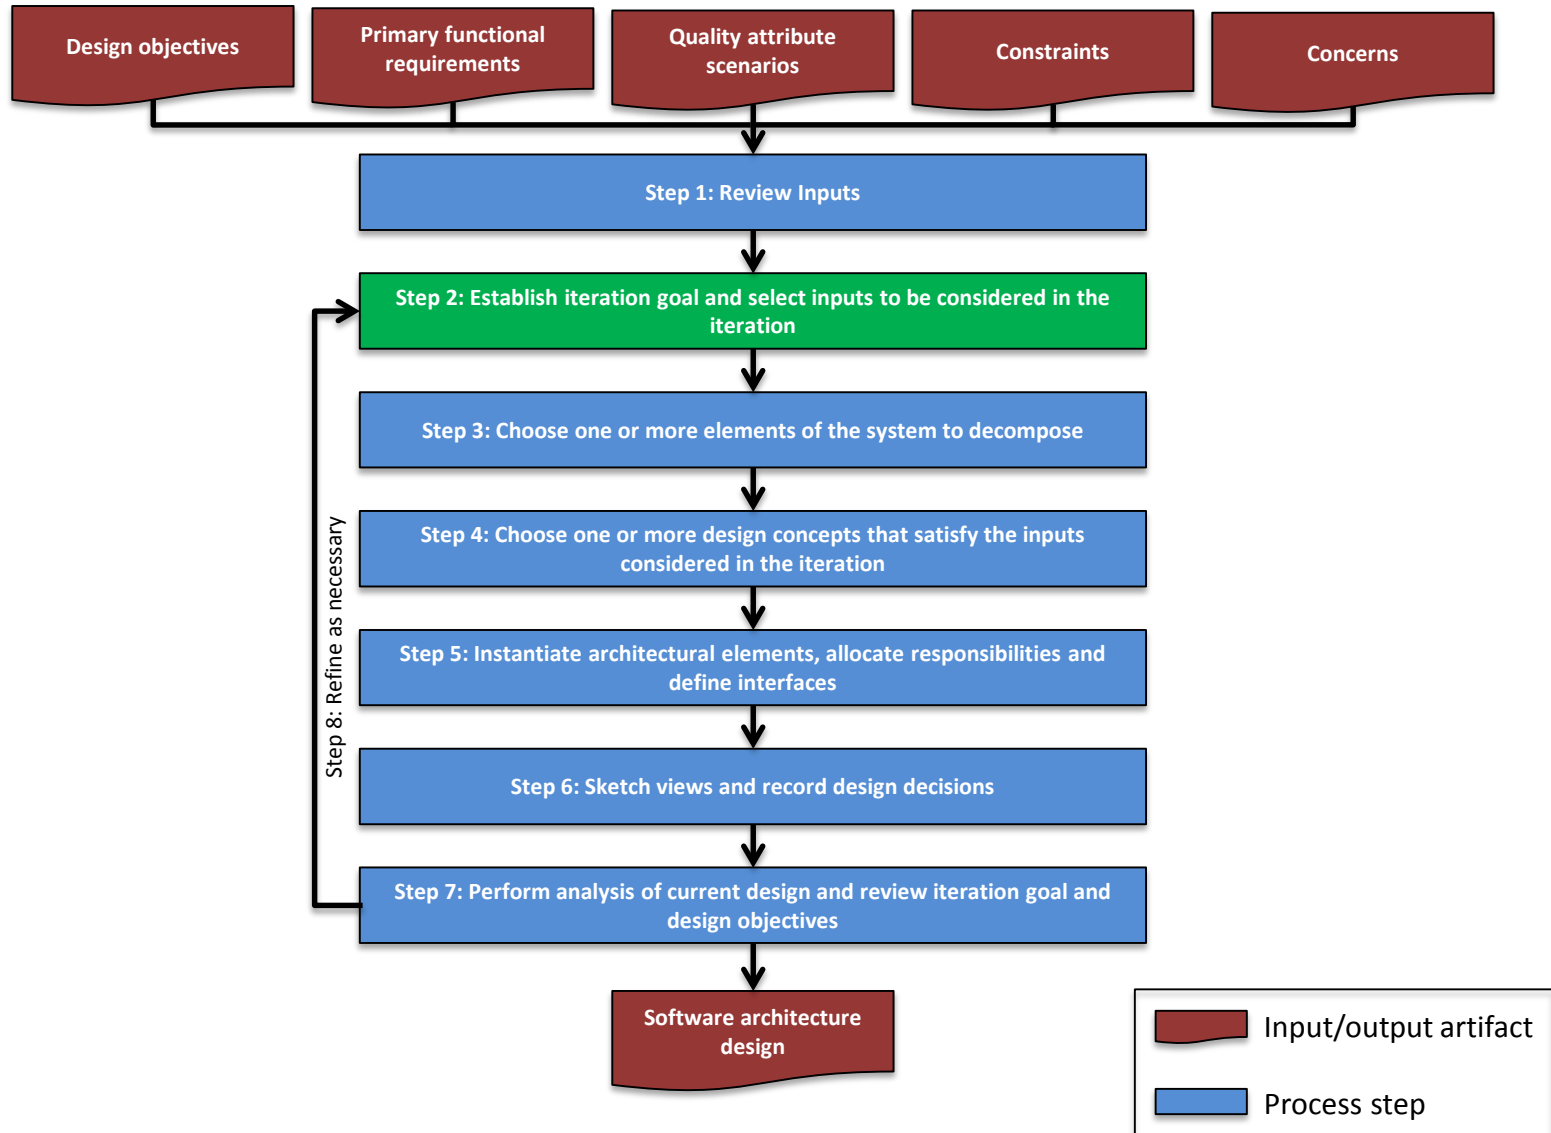 Design objectives
Primary functional
requirements
Quality attribute
scenarios
Constraints
Concerns
Step 1: Review Inputs
Step 2: Establish iteration goal and select inputs to be considered in the
iteration
Step 3: Choose one or more elements of the system to decompose
Step 4: Choose one or more design concepts that satisfy the inputs
considered in the iteration
Step 5: Instantiate architectural elements, allocate responsibilities and
define interfaces
Step 6: Sketch views and record design decisions
Step 7: Perform analysis of current design and review iteration goal and
design objectives
Step 8: Refine as necessary
Software architecture
design
Input/output artifact
Process step